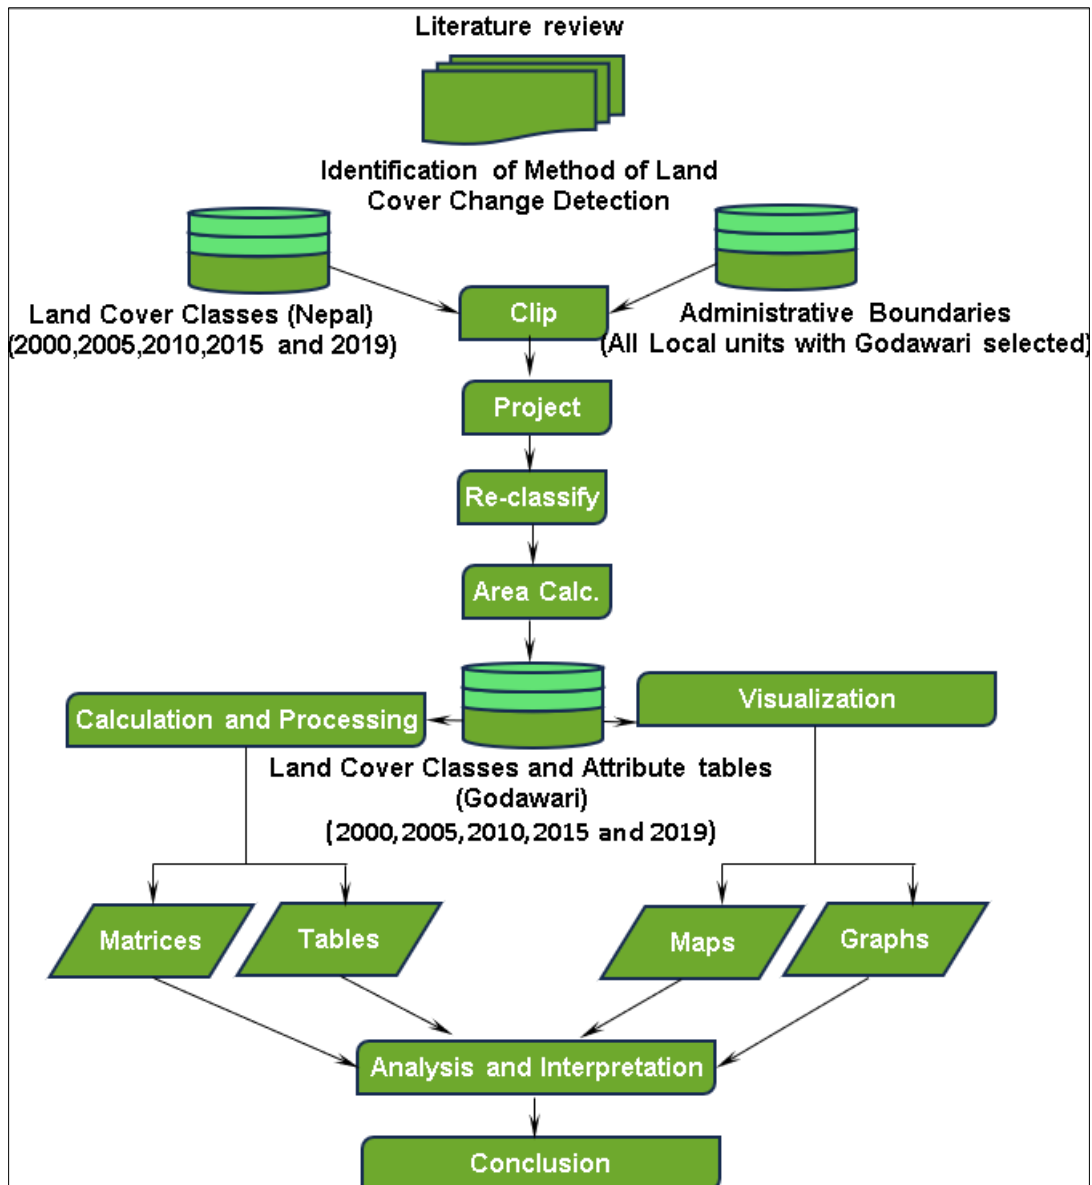 Literature review
Identification of Method of Land
Cover Change Detection
Land Cover Classes (Nepal)
(2000,2005,2010,2015 and 2019)
Clip
Administrative Boundaries
(All Local units with Godawari selected)
Project
Re-classify
Area Calc.
Calculation and Processing
Visualization
Land Cover Classes and Attribute tables
(Godawari)
(2000,2005,2010,2015 and 2019)
Matrices
Tables
Maps
Graphs
Analysis and Interpretation
Conclusion